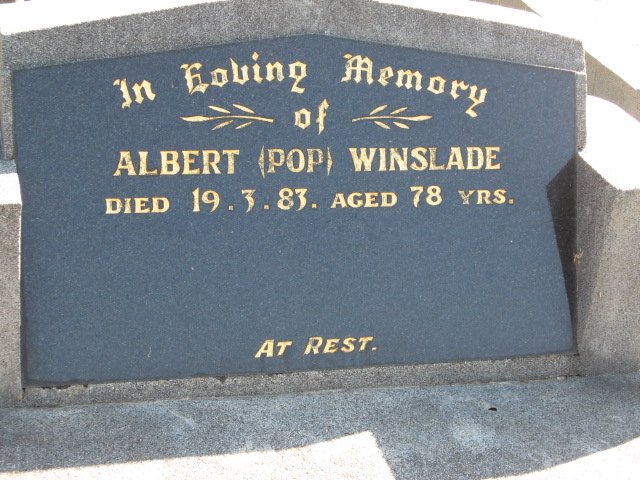 In Loving Memory
of
ALBERT (POP) WINSLADE
DIED 19.3.83. AGED 78 YRS.
AT REST.